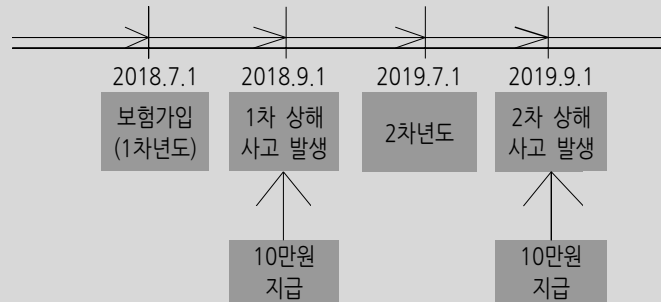 2018.7.1 2018.9.1 2019.7.1 2019.9.1
보험가입
(1차년도)
1차 상해
사고 발생
2차년도
2차 상해
사고 발생
10만원
지급
10만원
지급